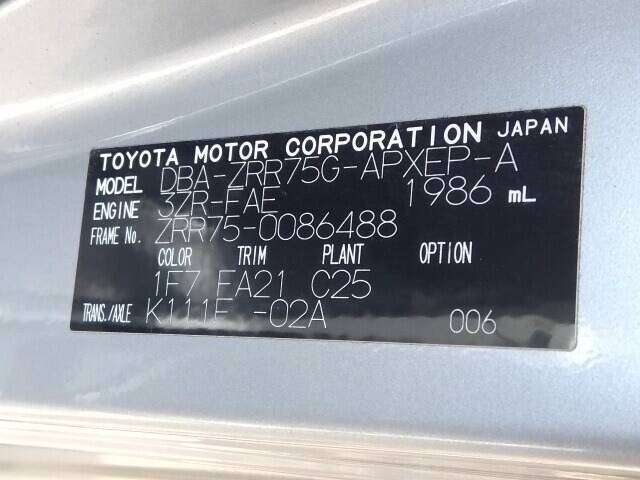 TOYOTA MOTOR CORPORATION JAPAN
MODEL DBA-ZRR75G-APXEP-A
ENGINE 3ZR-FAE 1986 mL
FRAME No. ZRR75-0086488
COLOR TRIM PLANT OPTION
1F7 FA21 C25
TRANS./AXLE K111F -02A 006